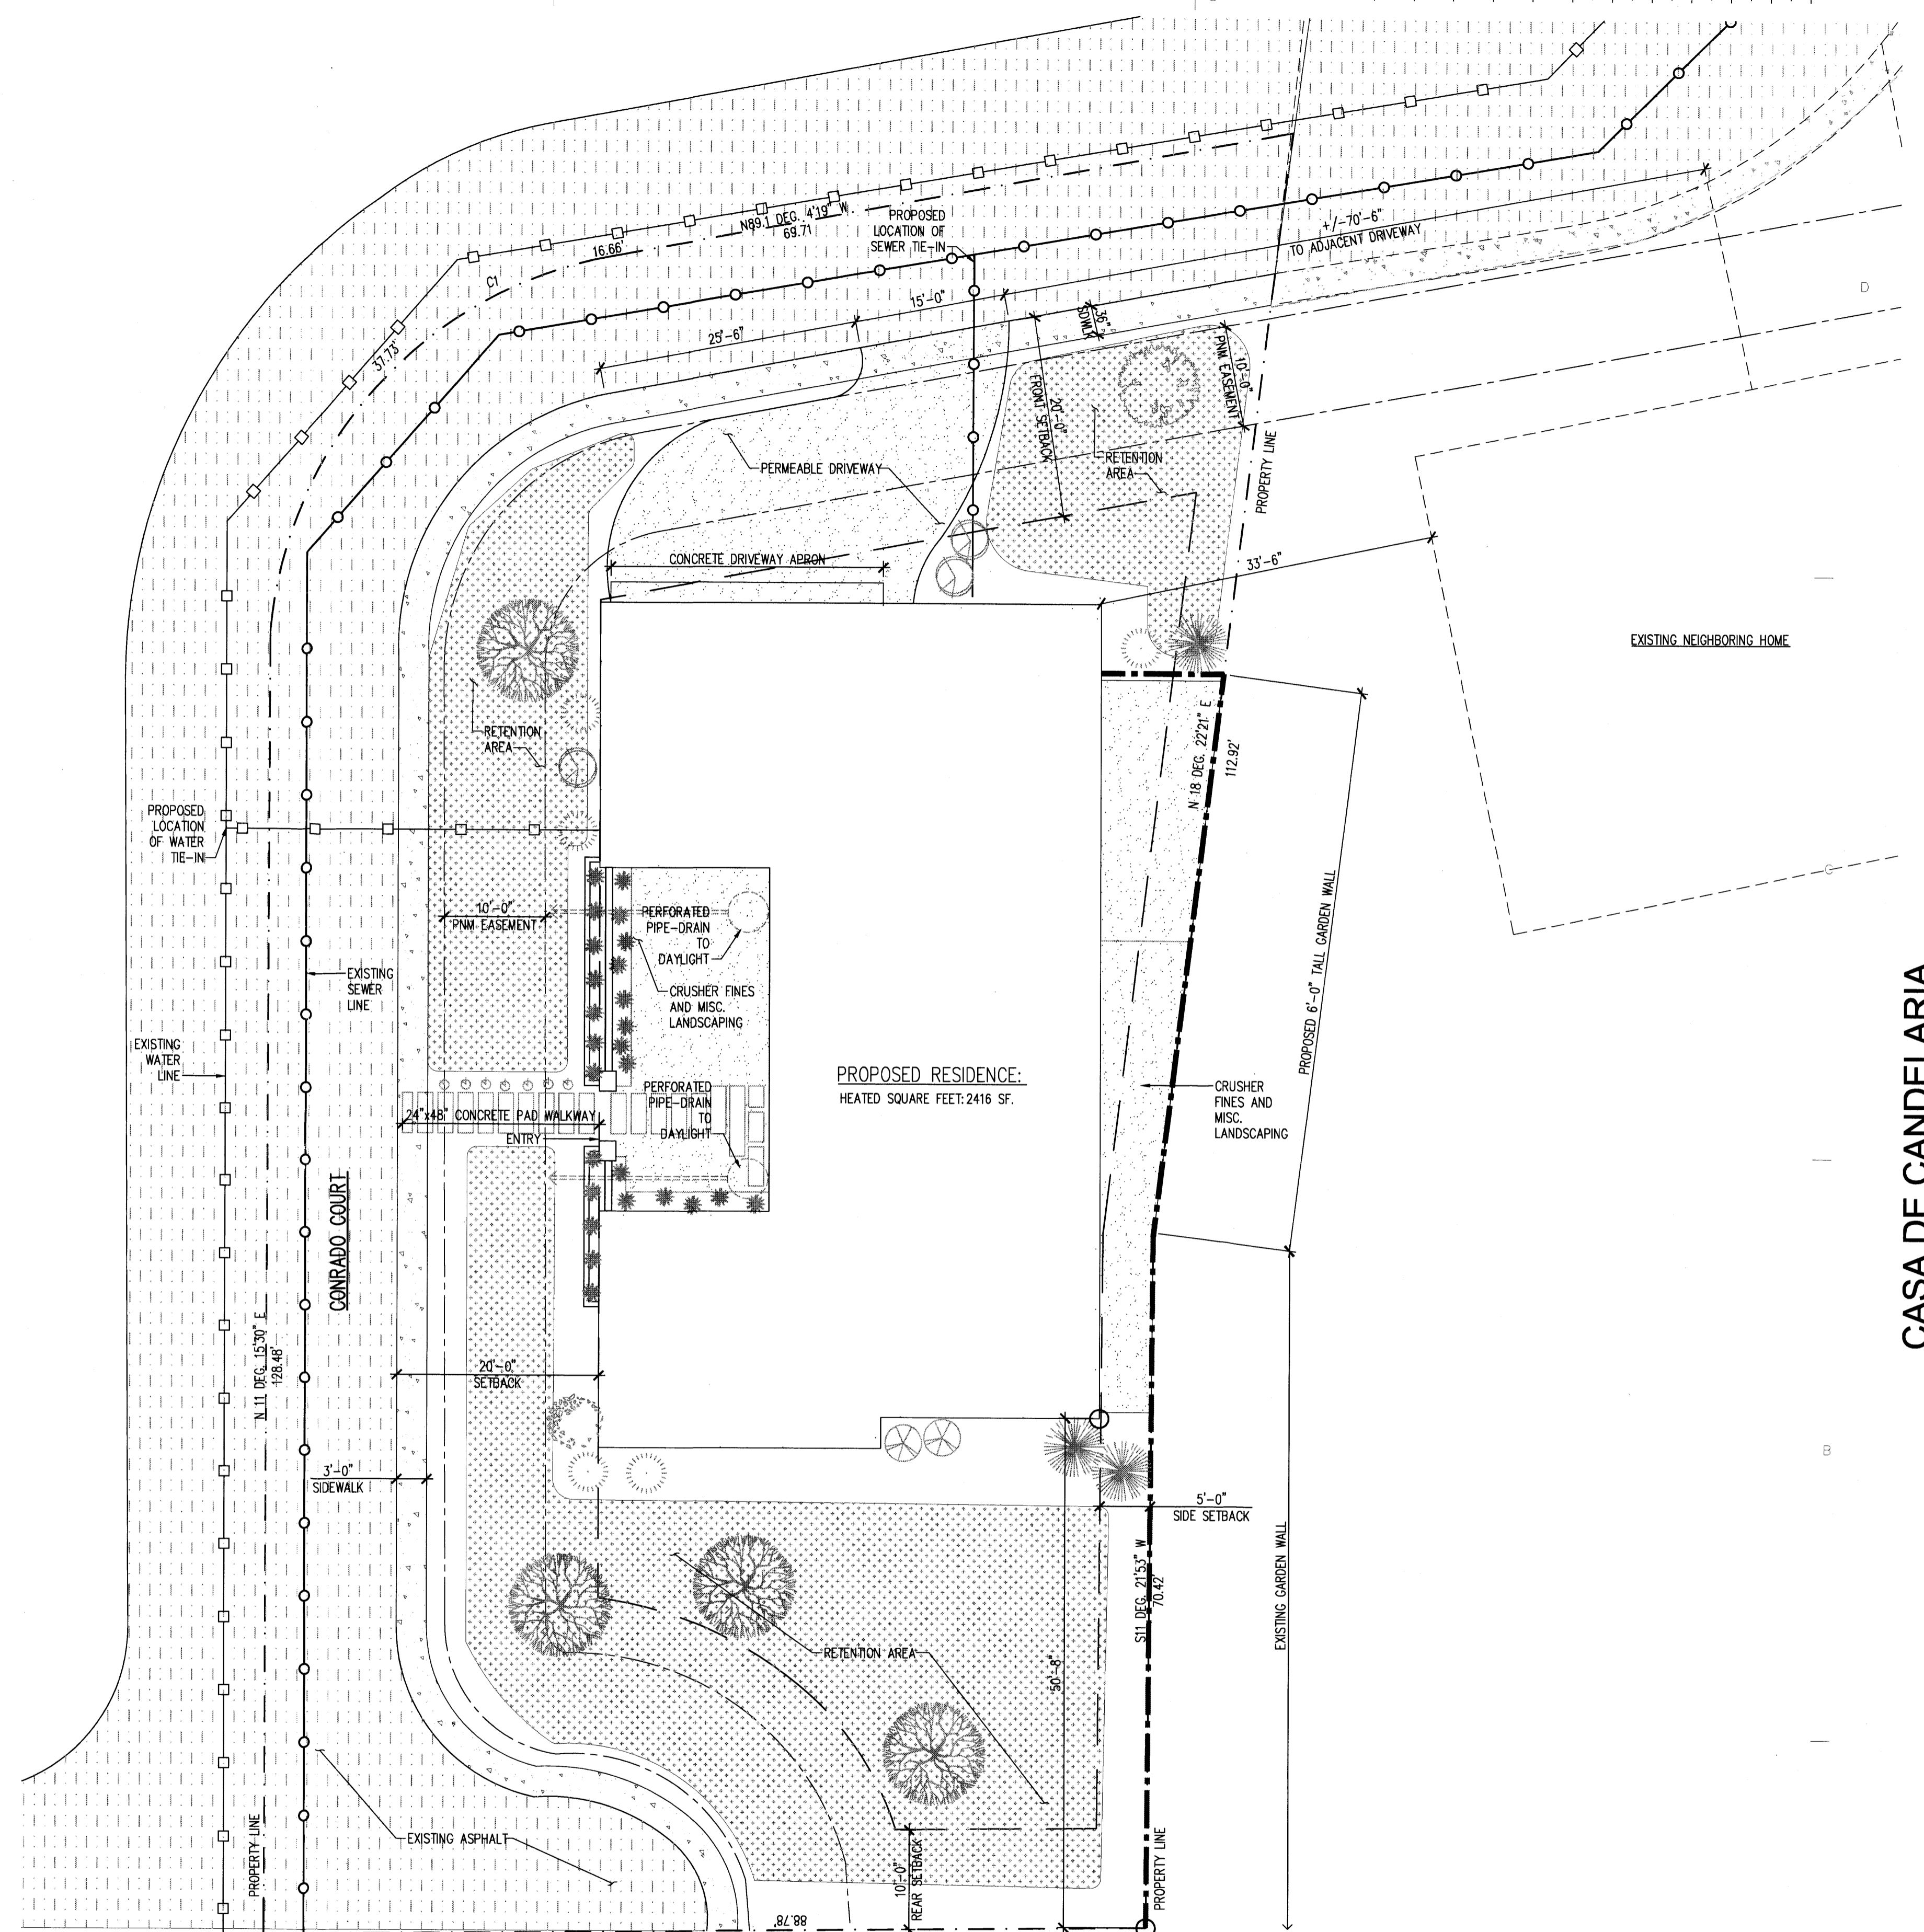 N89.1 DEG. 4'19" W
69.71
16.66'
C1
37.73'
PROPOSED
LOCATION OF
SEWER TIE-IN
+/-70'-6"
TO ADJACENT DRIVEWAY
15'-0"
25'-6"
36"
SDWLK
10'-0"
PNM EASEMENT
20'-0"
FRONT SETBACK
RETENTION
AREA
PROPERTY LINE
PERMEABLE DRIVEWAY
CONCRETE DRIVEWAY APRON
33'-6"
D
EXISTING NEIGHBORING HOME
RETENTION
AREA
N 18 DEG. 22'21" E
112.92'
PROPOSED
LOCATION
OF WATER
TIE-IN
10'-0"
PNM EASEMENT
PERFORATED
PIPE-DRAIN
TO
DAYLIGHT
C
PROPOSED 6'-0" TALL GARDEN WALL
EXISTING
SEWER
LINE
CRUSHER FINES
AND MISC.
LANDSCAPING
EXISTING
WATER
LINE
PROPOSED RESIDENCE:
HEATED SQUARE FEET: 2416 SF.
PERFORATED
PIPE-DRAIN
TO
DAYLIGHT
24"x48" CONCRETE PAD WALKWAY
ENTRY
CRUSHER
FINES AND
MISC.
LANDSCAPING
CASA DE CANDELARIA
CONRADO COURT
N 11 DEG. 15'30" E
128.48'
20'-0"
SETBACK
3'-0"
SIDEWALK
B
5'-0"
SIDE SETBACK
S11 DEG. 21'53" W
70.42'
EXISTING GARDEN WALL
RETENTION AREA
50'-8"
EXISTING ASPHALT
PROPERTY LINE
10'-0"
REAR SETBACK
PROPERTY LINE
88.78'